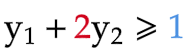 y₁ + 2y₂ ⩾ 1